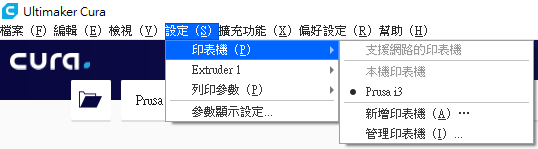 Ultimaker Cura
檔案（F） 編輯（E） 檢視（V） 設定（S） 擴充功能（X） 偏好設定（R） 幫助（H）
cura.
Prusa
印表機（P）
Extruder 1
列印參數（P）
參數顯示設定...
支援網路的印表機
本機印表機
Prusa i3
新增印表機（A）…
管理印表機（I）...